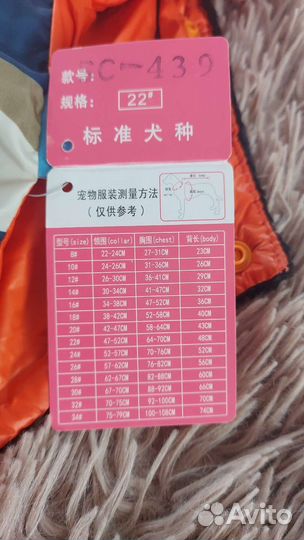 款号: CC-439
规格: 22#
标准犬种
宠物服装测量方法
(仅供参考)
型号(size) 领围(collar) 胸围(chest) 背长(body)
8# 22-24CM 27-31CM 23CM
10# 24-26CM 31-36CM 26CM
12# 26-30CM 36-41CM 29CM
14# 30-34CM 41-47CM 32CM
16# 34-38CM 47-52CM 36CM
18# 38-42CM 52-58CM 40CM
20# 42-47CM 58-64CM 43CM
22# 47-52CM 64-70CM 48CM
24# 52-57CM 70-76CM 52CM
26# 57-62CM 76-82CM 56CM
28# 62-67CM 82-88CM 60CM
30# 67-70CM 88-92CM 66CM
32# 70-75CM 92-100CM 70CM
34# 75-79CM 100-108CM 74CM
Avito